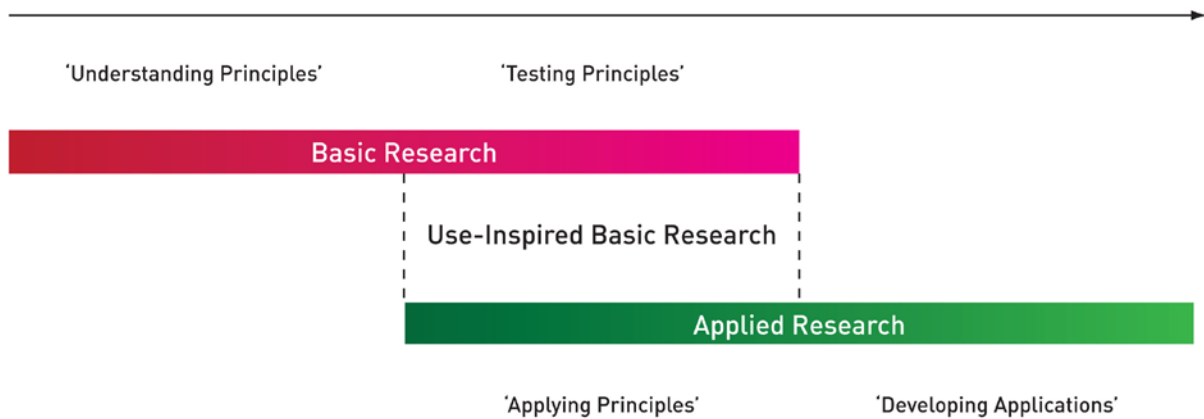 ‘Understanding Principles’
‘Testing Principles’
Basic Research
Use-Inspired Basic Research
Applied Research
‘Applying Principles’
‘Developing Applications’